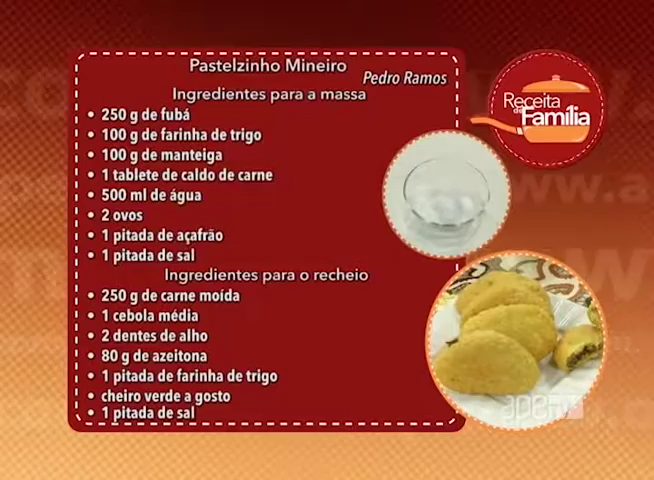 Pastelzinho Mineiro
Pedro Ramos
Ingredientes para a massa
• 250 g de fubá
• 100 g de farinha de trigo
• 100 g de manteiga
• 1 tablete de caldo de carne
• 500 ml de água
• 2 ovos
• 1 pitada de açafrão
• 1 pitada de sal
Ingredientes para o recheio
• 250 g de carne moída
• 1 cebola média
• 2 dentes de alho
• 80 g de azeitona
• 1 pitada de farinha de trigo
• cheiro verde a gosto
• 1 pitada de sal
Receita
de Família
www.a